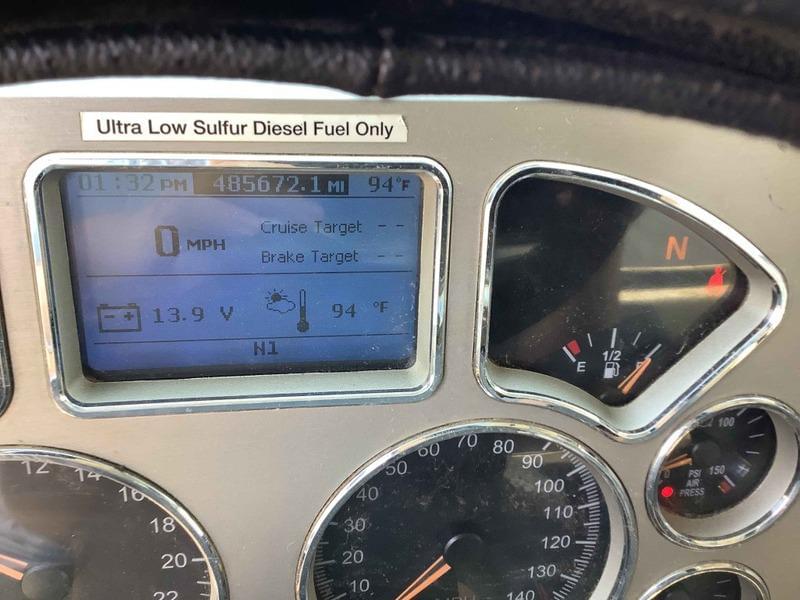 Ultra Low Sulfur Diesel Fuel Only
01:32 PM 485672.1 MI 94°F
0 MPH
Cruise Target - -
Brake Target - -
- +
13.9 V
94 °F
N1
N
E 1/2
12 14 16 18 20 22
10 20 30 40 50 60 70 80 90 100 110 120 130 140
MPH
0 100 150
PSI
AIR
PRESS